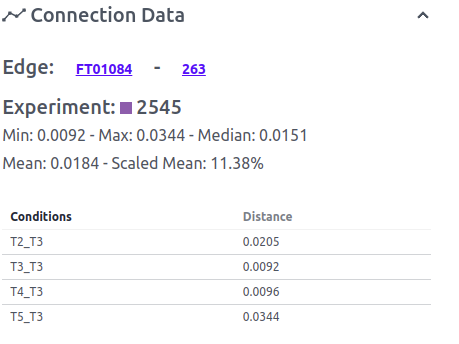 Connection Data
Edge: FT01084 - 263
Experiment: 2545
Min: 0.0092 - Max: 0.0344 - Median: 0.0151
Mean: 0.0184 - Scaled Mean: 11.38%
Conditions Distance
T2_T3 0.0205
T3_T3 0.0092
T4_T3 0.0096
T5_T3 0.0344